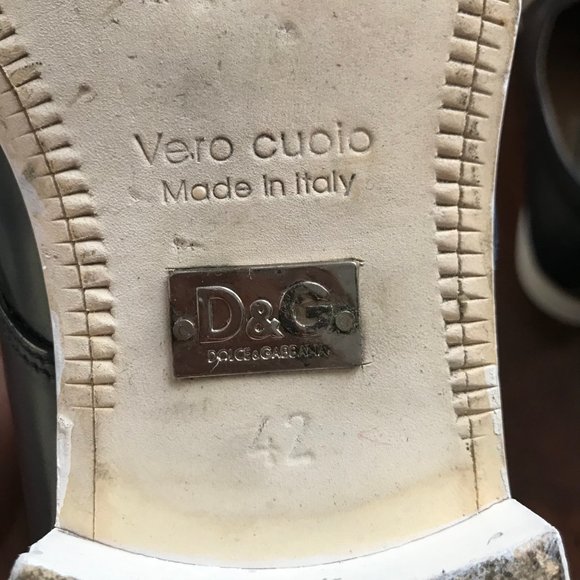 Vero cuoio
Made in Italy
D&G
DOLCE&GABBANA
42